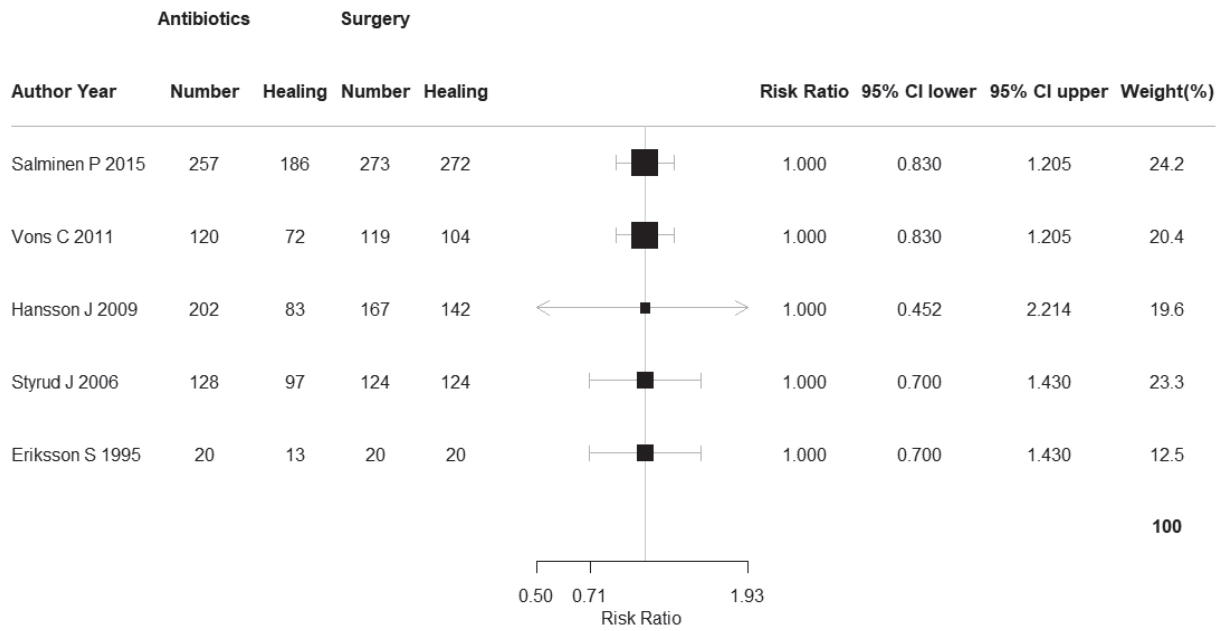 Antibiotics Surgery
Author Year Number Healing Number Healing Risk Ratio 95% CI lower 95% CI upper Weight(%)
Salminen P 2015 257 186 273 272 1.000 0.830 1.205 24.2
Vons C 2011 120 72 119 104 1.000 0.830 1.205 20.4
Hansson J 2009 202 83 167 142 1.000 0.452 2.214 19.6
Styrud J 2006 128 97 124 124 1.000 0.700 1.430 23.3
Eriksson S 1995 20 13 20 20 1.000 0.700 1.430 12.5
100
0.50 0.71 1.93
Risk Ratio